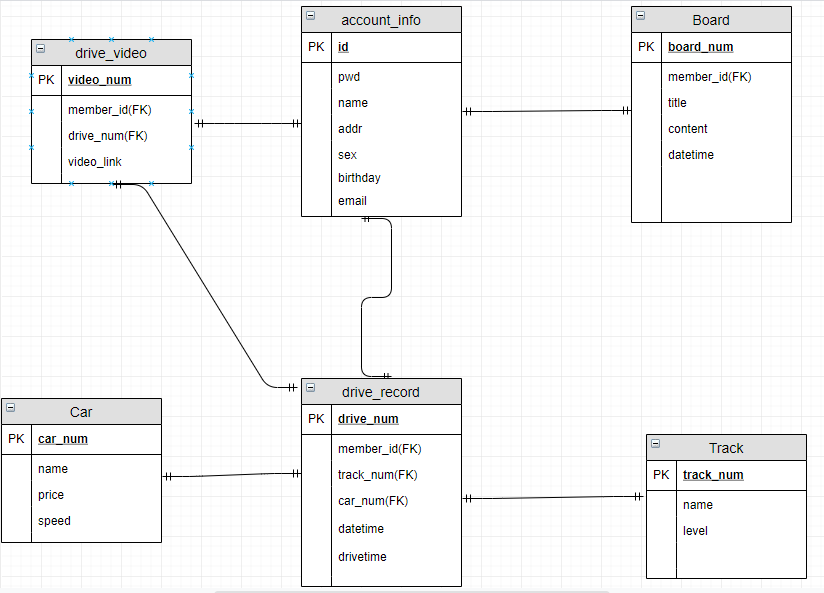 drive_video
PK video_num
member_id(FK)
drive_num(FK)
video_link
account_info
PK id
pwd
name
addr
sex
birthday
email
Board
PK board_num
member_id(FK)
title
content
datetime
Car
PK car_num
name
price
speed
drive_record
PK drive_num
member_id(FK)
track_num(FK)
car_num(FK)
datetime
drivetime
Track
PK track_num
name
level